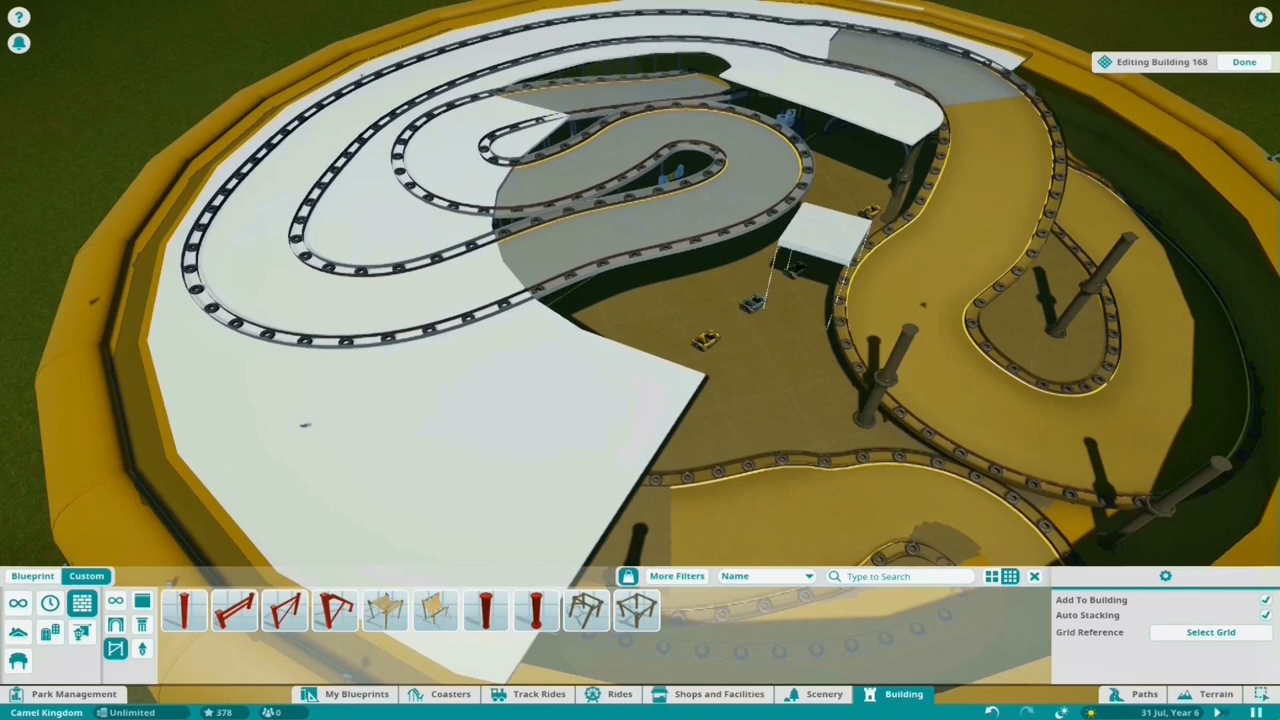 ?
Editing Building 168 Done
Blueprint Custom
More Filters Name Type to Search
Add To Building
Auto Stacking
Grid Reference Select Grid
Park Management My Blueprints Coasters Track Rides Rides Shops and Facilities Scenery Building Paths Terrain
Camel Kingdom Unlimited 378 0 31 Jul, Year 6